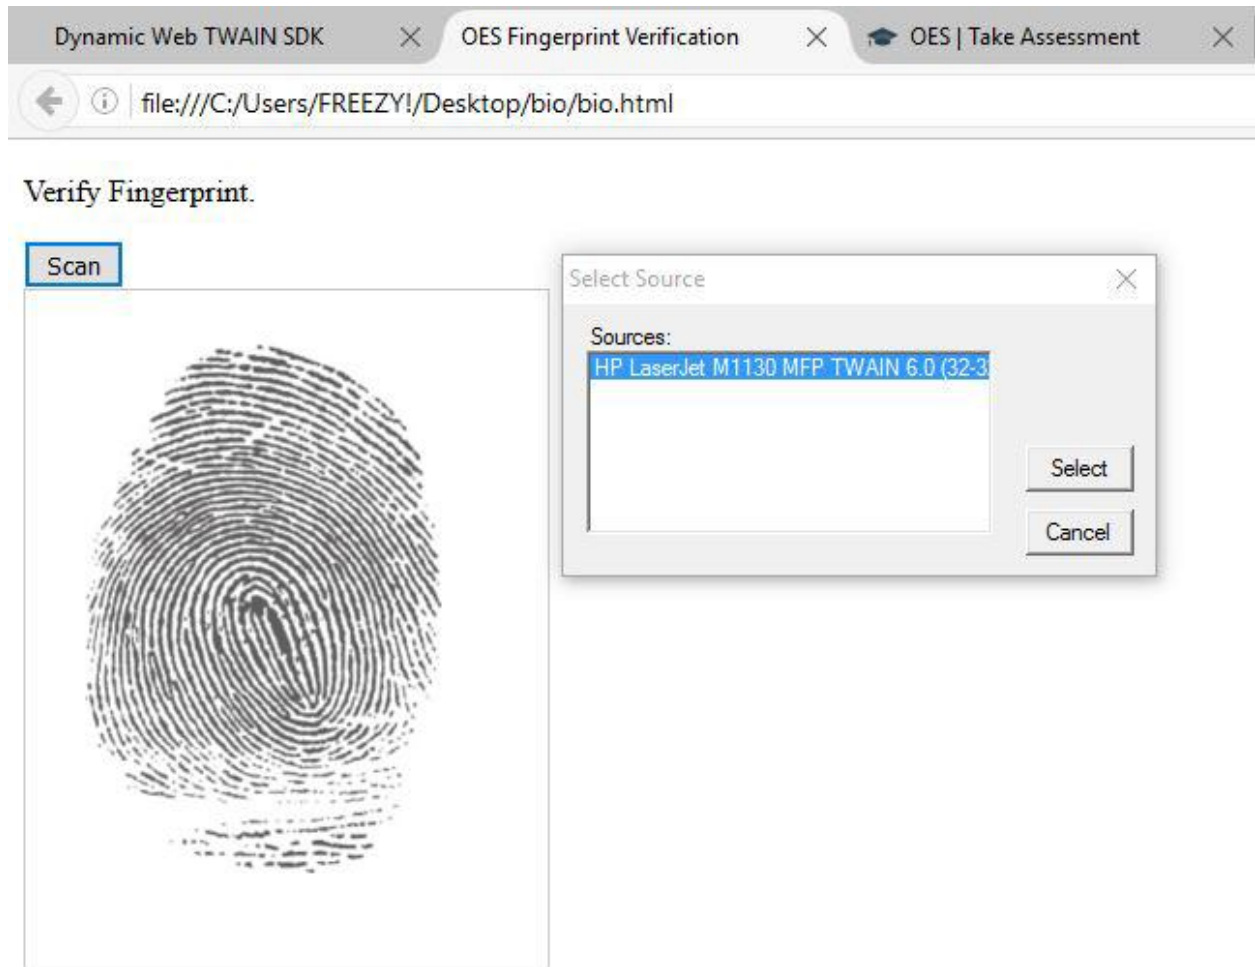 Dynamic Web TWAIN SDK
OES Fingerprint Verification
OES | Take Assessment
file:///C:/Users/FREEZY!/Desktop/bio/bio.html
Verify Fingerprint.
Scan
Select Source
Sources:
HP LaserJet M1130 MFP TWAIN 6.0 (32-3
Select
Cancel